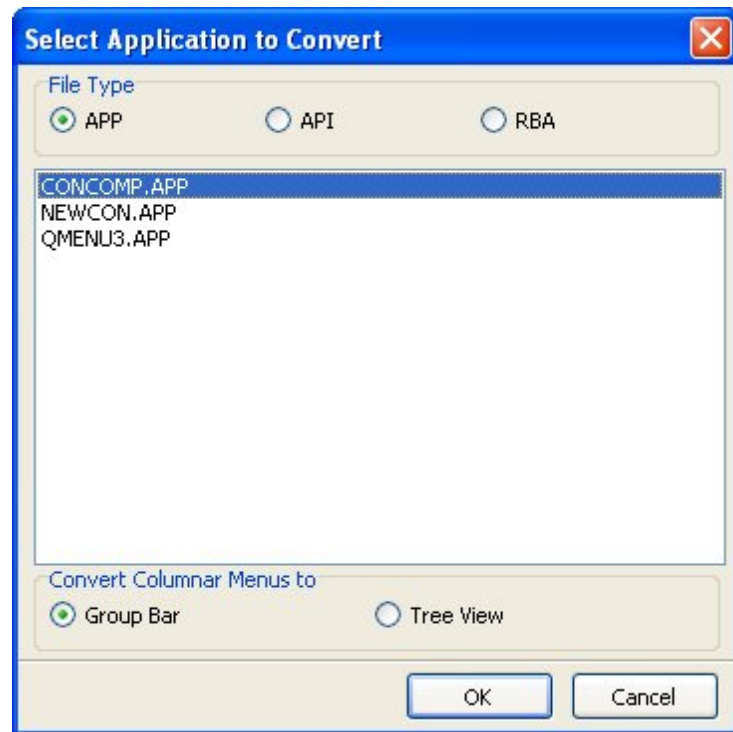 Select Application to Convert
File Type
APP API RBA
CONCOMP.APP
NEWCON.APP
QMENU3.APP
Convert Columnar Menus to
Group Bar Tree View
OK Cancel